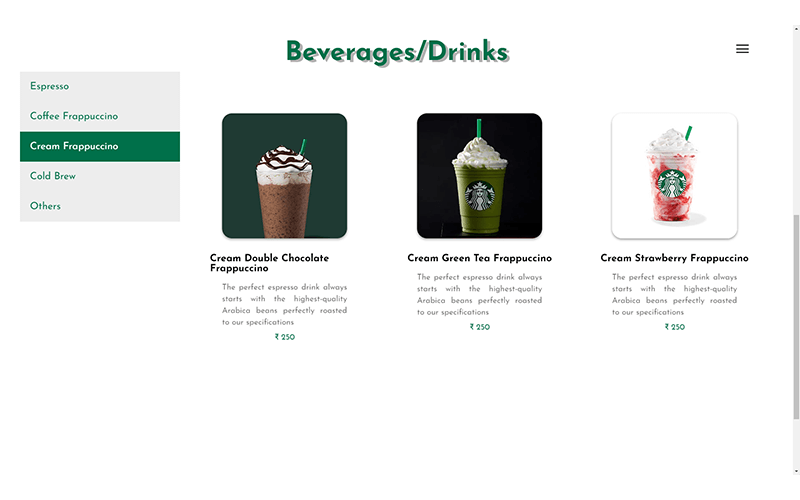 Beverages/Drinks
Espresso
Coffee Frappuccino
Cream Frappuccino
Cold Brew
Others
Cream Double Chocolate
Frappuccino
The perfect espresso drink always
starts with the highest-quality
Arabica beans perfectly roasted
to our specifications
₹ 250
Cream Green Tea Frappuccino
The perfect espresso drink always
starts with the highest-quality
Arabica beans perfectly roasted
to our specifications
₹ 250
Cream Strawberry Frappuccino
The perfect espresso drink always
starts with the highest-quality
Arabica beans perfectly roasted
to our specifications
₹ 250